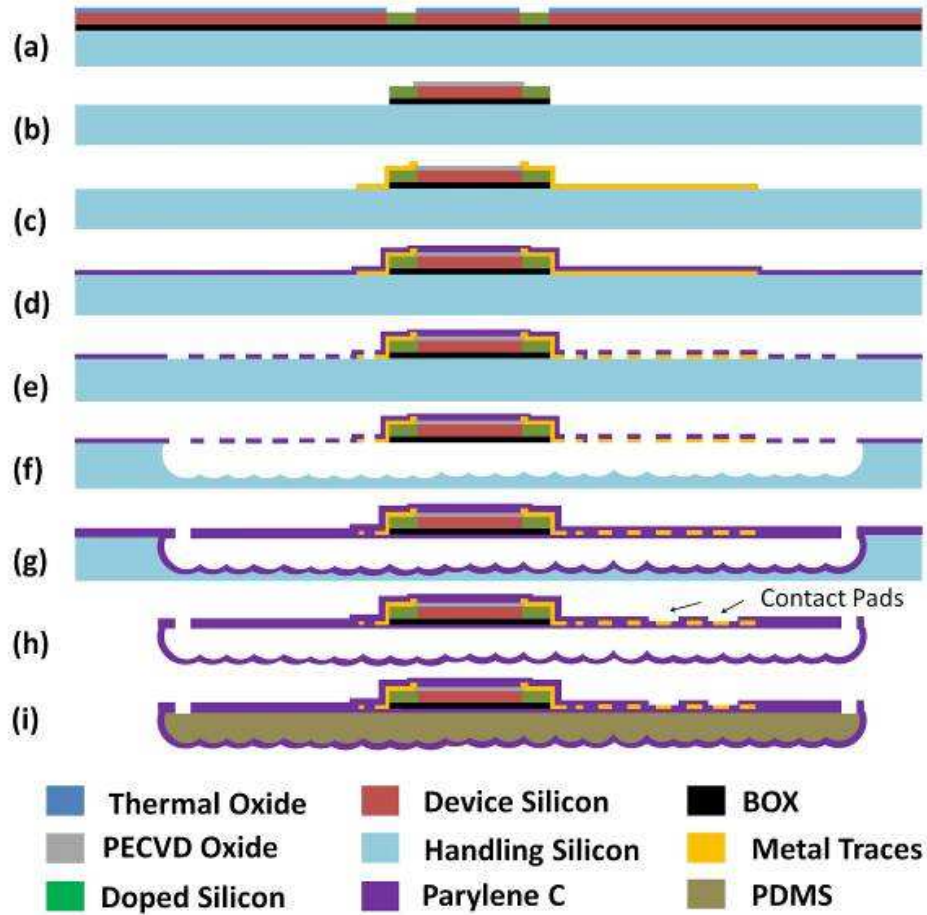 (a)
(b)
(c)
(d)
(e)
(f)
(g)
Contact Pads
(h)
(i)
Thermal Oxide Device Silicon BOX
PECVD Oxide Handling Silicon Metal Traces
Doped Silicon Parylene C PDMS